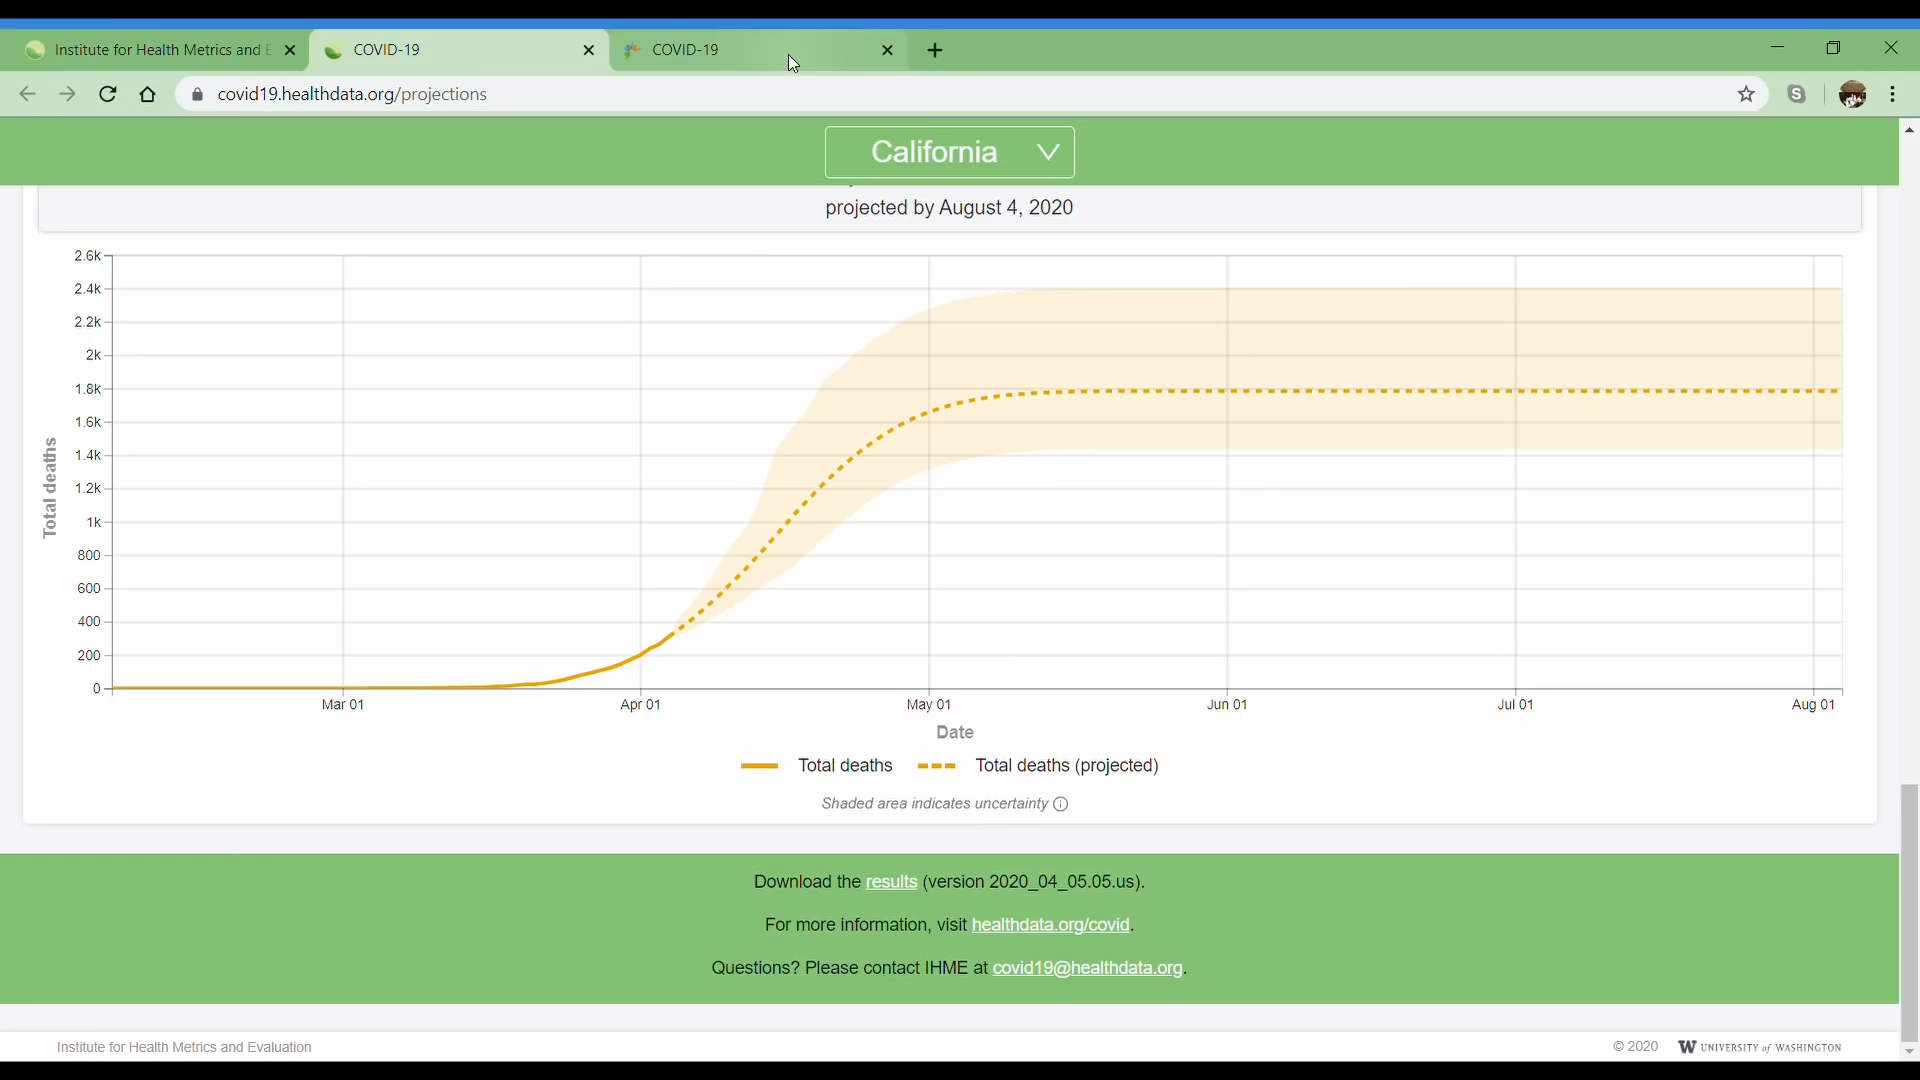 Institute for Health Metrics and E
COVID-19
COVID-19
covid19.healthdata.org/projections
California
projected by August 4, 2020
2.6k
2.4k
2.2k
2k
1.8k
1.6k
1.4k
1.2k
1k
800
600
400
200
0
Total deaths
Mar 01
Apr 01
May 01
Jun 01
Jul 01
Aug 01
Date
Total deaths
Total deaths (projected)
Shaded area indicates uncertainty
Download the results (version 2020_04_05.05.us).
For more information, visit healthdata.org/covid.
Questions? Please contact IHME at covid19@healthdata.org.
Institute for Health Metrics and Evaluation
© 2020 W UNIVERSITY of WASHINGTON